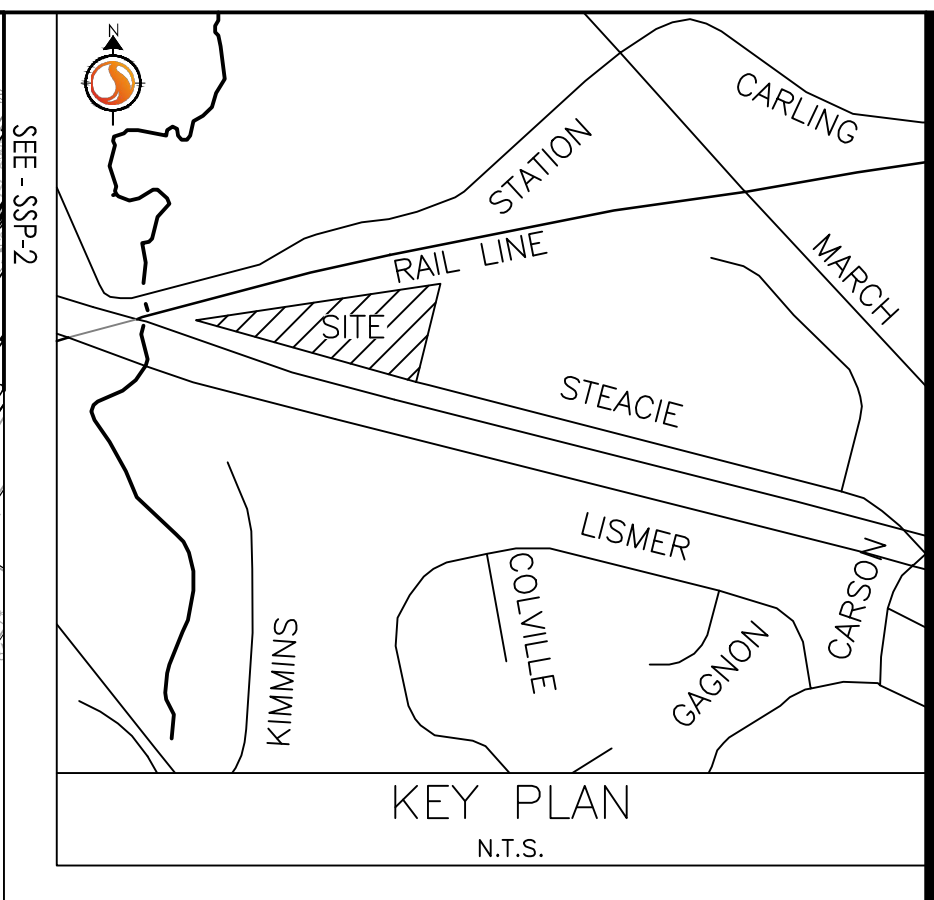 N
SEE - SSP-2
CARLING
STATION
RAIL LINE
MARCH
SITE
STEACIE
LISMER
CARSON
COLVILLE
GAGNON
KIMMINS
KEY PLAN
N.T.S.